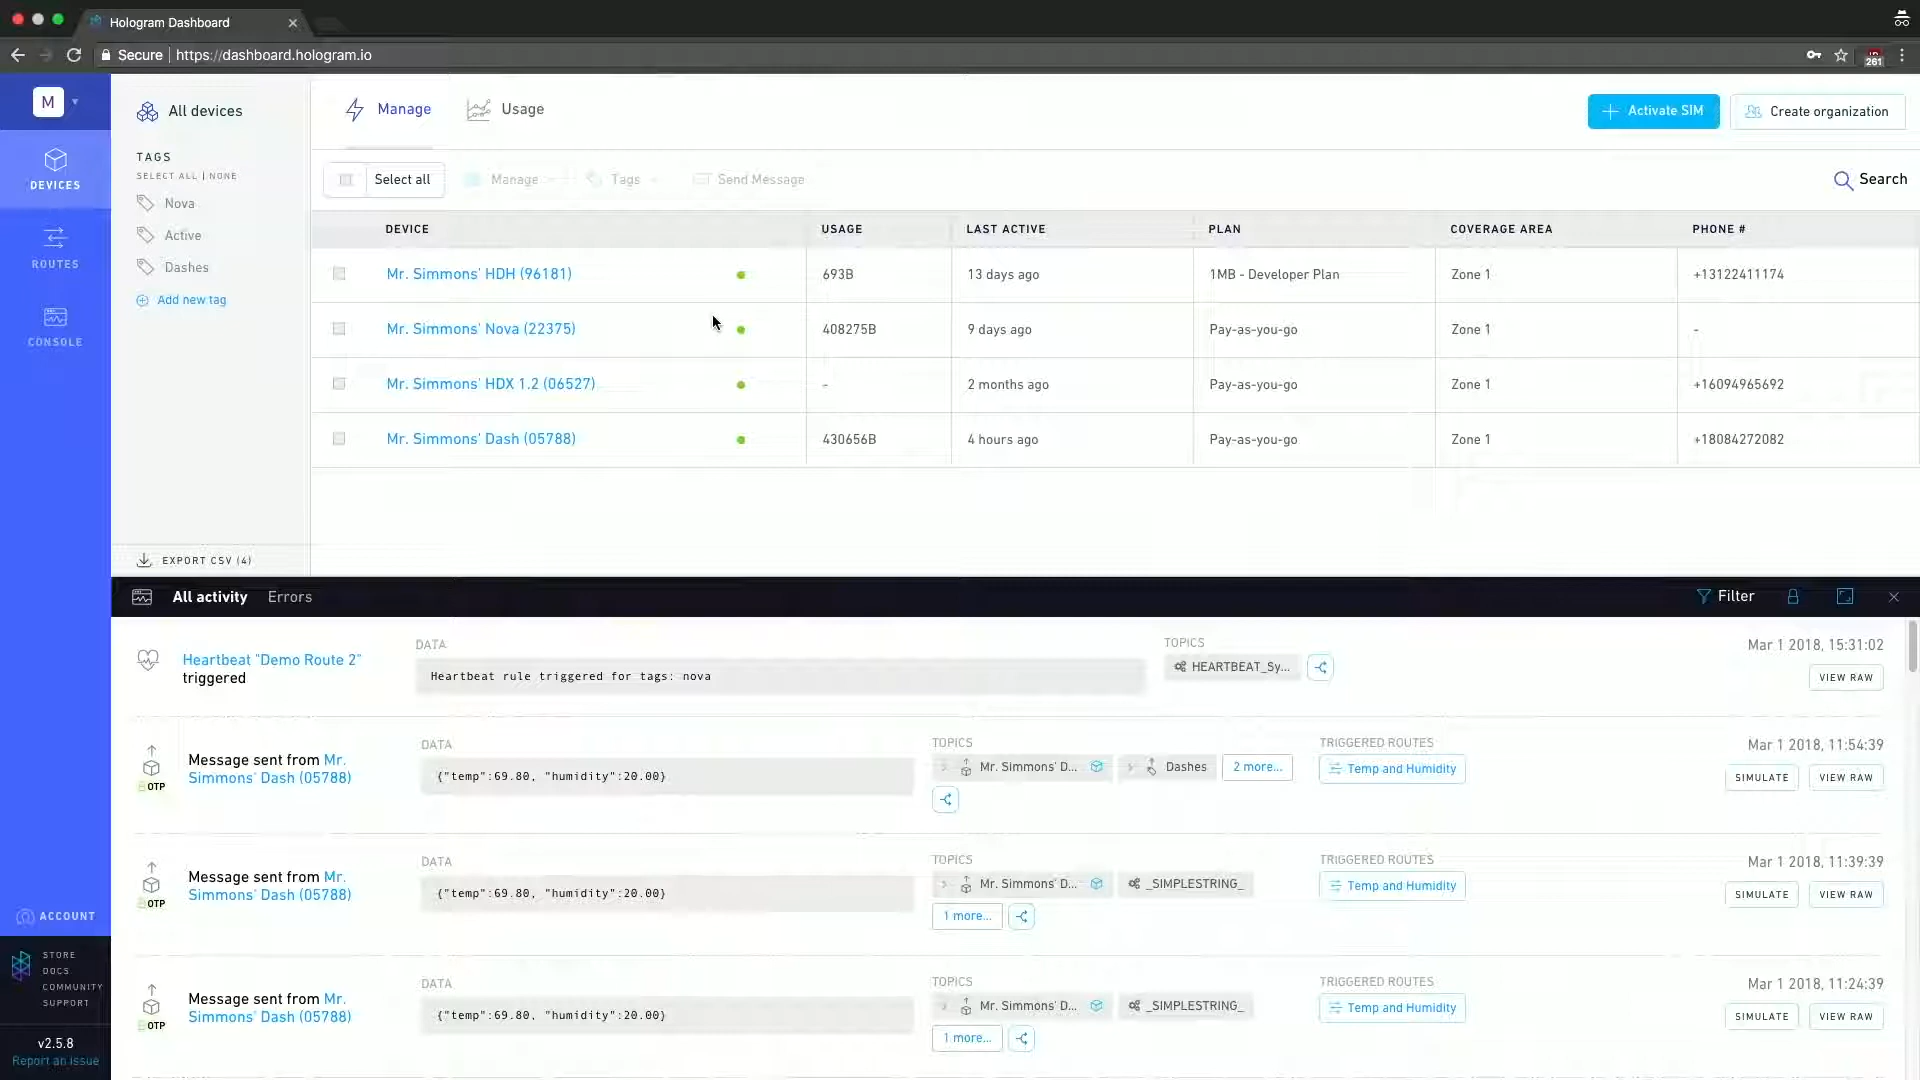 Hologram Dashboard
Secure https://dashboard.hologram.io
261
M
DEVICES
ROUTES
CONSOLE
ACCOUNT
STORE
DOCS
COMMUNITY
SUPPORT
v2.5.8
Report an issue
All devices
TAGS
SELECT ALL | NONE
Nova
Active
Dashes
Add new tag
EXPORT CSV (4)
Manage Usage
Activate SIM Create organization
Select all Manage Tags Send Message Search
DEVICE USAGE LAST ACTIVE PLAN COVERAGE AREA PHONE #
Mr. Simmons' HDH (96181) 693B 13 days ago 1MB - Developer Plan Zone 1 +13122411174
Mr. Simmons' Nova (22375) 408275B 9 days ago Pay-as-you-go Zone 1 -
Mr. Simmons' HDX 1.2 (06527) - 2 months ago Pay-as-you-go Zone 1 +16094965692
Mr. Simmons' Dash (05788) 430656B 4 hours ago Pay-as-you-go Zone 1 +18084272082
All activity Errors Filter
Heartbeat "Demo Route 2"
triggered
DATA
Heartbeat rule triggered for tags: nova
TOPICS
HEARTBEAT_Sy...
Mar 1 2018, 15:31:02
VIEW RAW
OTP
Message sent from Mr.
Simmons' Dash (05788)
DATA
{"temp":69.80, "humidity":20.00}
TOPICS
Mr. Simmons' D... Dashes 2 more...
TRIGGERED ROUTES
Temp and Humidity
Mar 1 2018, 11:54:39
SIMULATE VIEW RAW
OTP
Message sent from Mr.
Simmons' Dash (05788)
DATA
{"temp":69.80, "humidity":20.00}
TOPICS
Mr. Simmons' D... _SIMPLESTRING_
1 more...
TRIGGERED ROUTES
Temp and Humidity
Mar 1 2018, 11:39:39
SIMULATE VIEW RAW
OTP
Message sent from Mr.
Simmons' Dash (05788)
DATA
{"temp":69.80, "humidity":20.00}
TOPICS
Mr. Simmons' D... _SIMPLESTRING_
1 more...
TRIGGERED ROUTES
Temp and Humidity
Mar 1 2018, 11:24:39
SIMULATE VIEW RAW